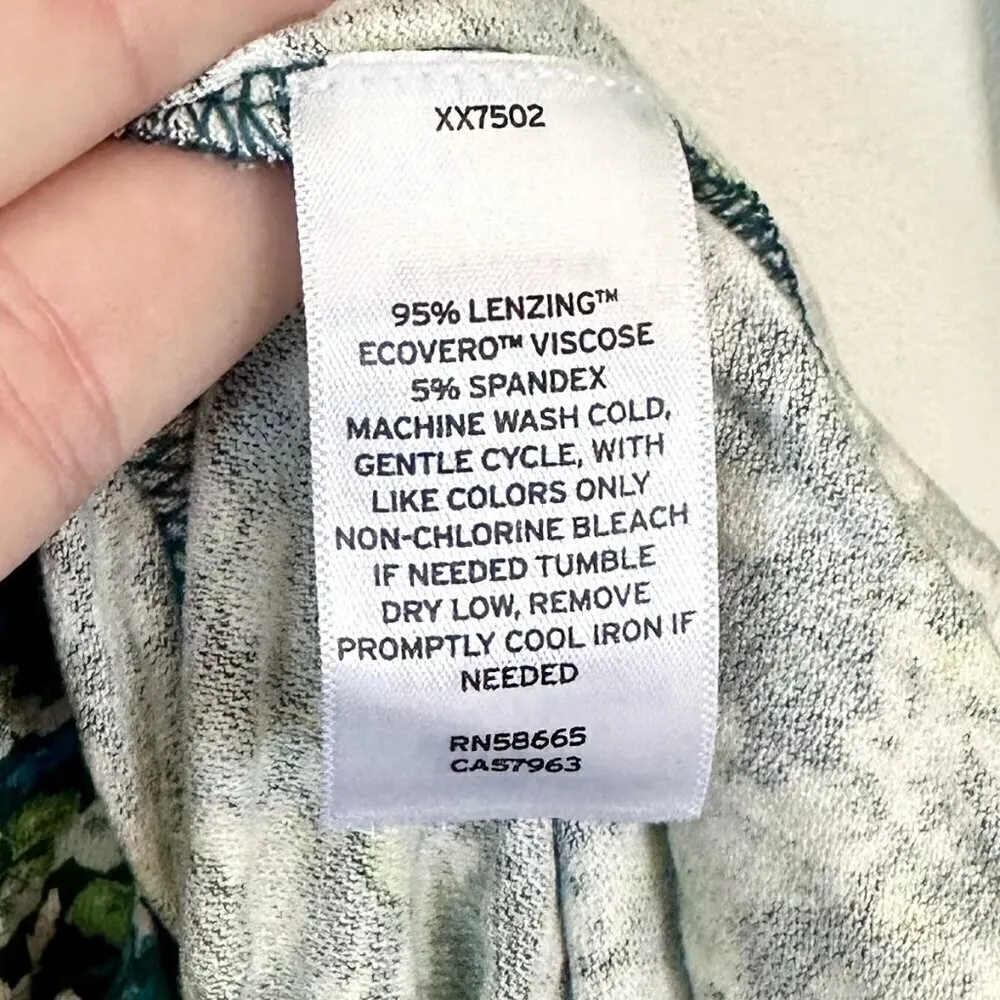 XX7502
95% LENZING™
ECOVERO™ VISCOSE
5% SPANDEX
MACHINE WASH COLD,
GENTLE CYCLE, WITH
LIKE COLORS ONLY
NON-CHLORINE BLEACH
IF NEEDED TUMBLE
DRY LOW, REMOVE
PROMPTLY COOL IRON IF
NEEDED
RN58665
CA57963